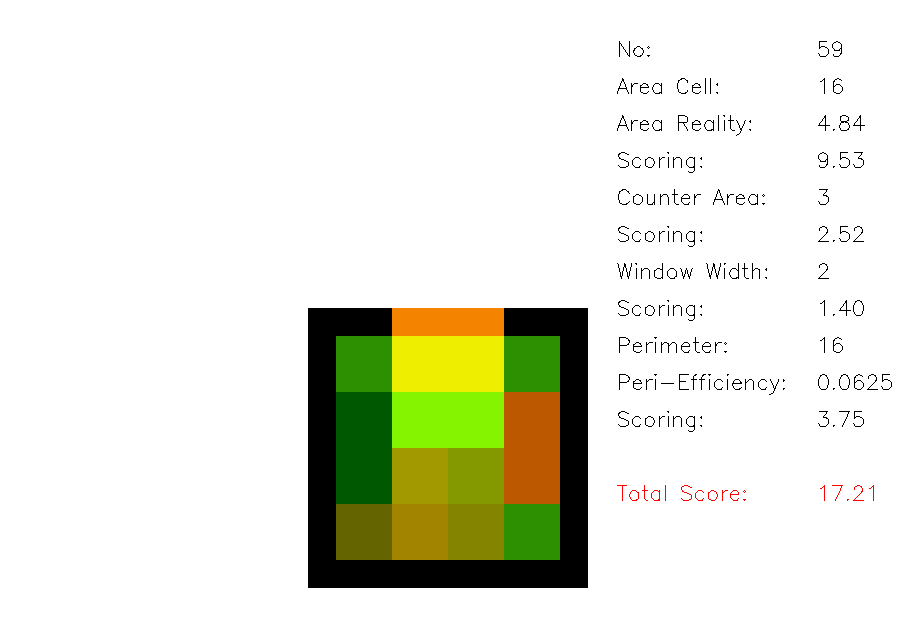 No: 59
Area Cell: 16
Area Reality: 4.84
Scoring: 9.53
Counter Area: 3
Scoring: 2.52
Window Width: 2
Scoring: 1.40
Perimeter: 16
Peri-Efficiency: 0.0625
Scoring: 3.75
Total Score: 17.21